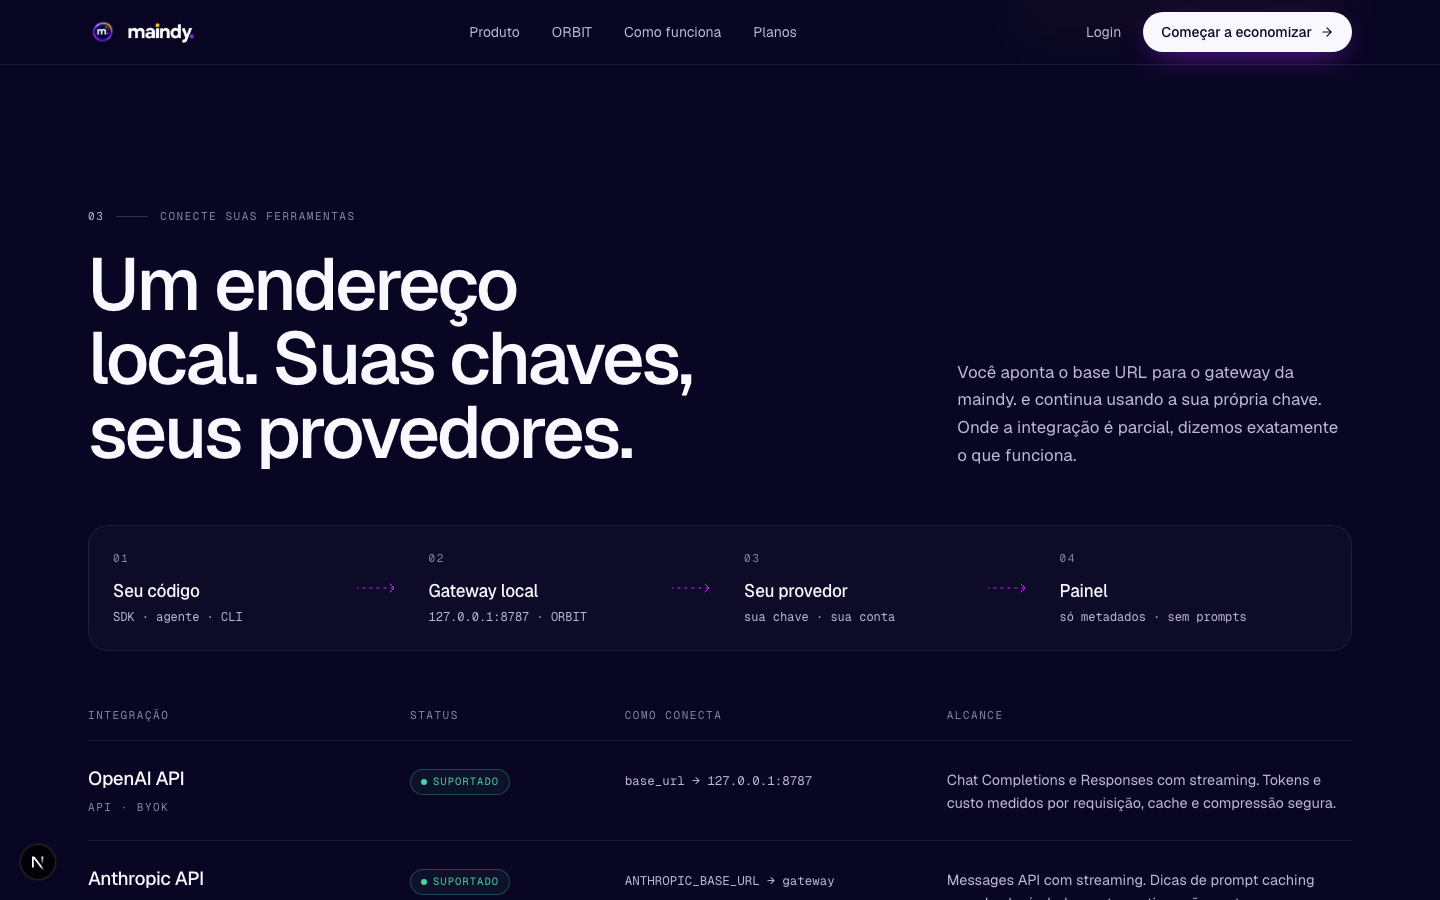 m.
maindy.
Produto
ORBIT
Como funciona
Planos
Login
Começar a economizar →
03
CONECTE SUAS FERRAMENTAS
Um endereço
local. Suas chaves,
seus provedores.
Você aponta o base URL para o gateway da
maindy. e continua usando a sua própria chave.
Onde a integração é parcial, dizemos exatamente
o que funciona.
01
Seu código
SDK · agente · CLI
02
Gateway local
127.0.0.1:8787 · ORBIT
03
Seu provedor
sua chave · sua conta
04
Painel
só metadados · sem prompts
INTEGRAÇÃO
STATUS
COMO CONECTA
ALCANCE
OpenAI API
API · BYOK
SUPORTADO
base_url → 127.0.0.1:8787
Chat Completions e Responses com streaming. Tokens e
custo medidos por requisição, cache e compressão segura.
N
Anthropic API
SUPORTADO
ANTHROPIC_BASE_URL → gateway
Messages API com streaming. Dicas de prompt caching